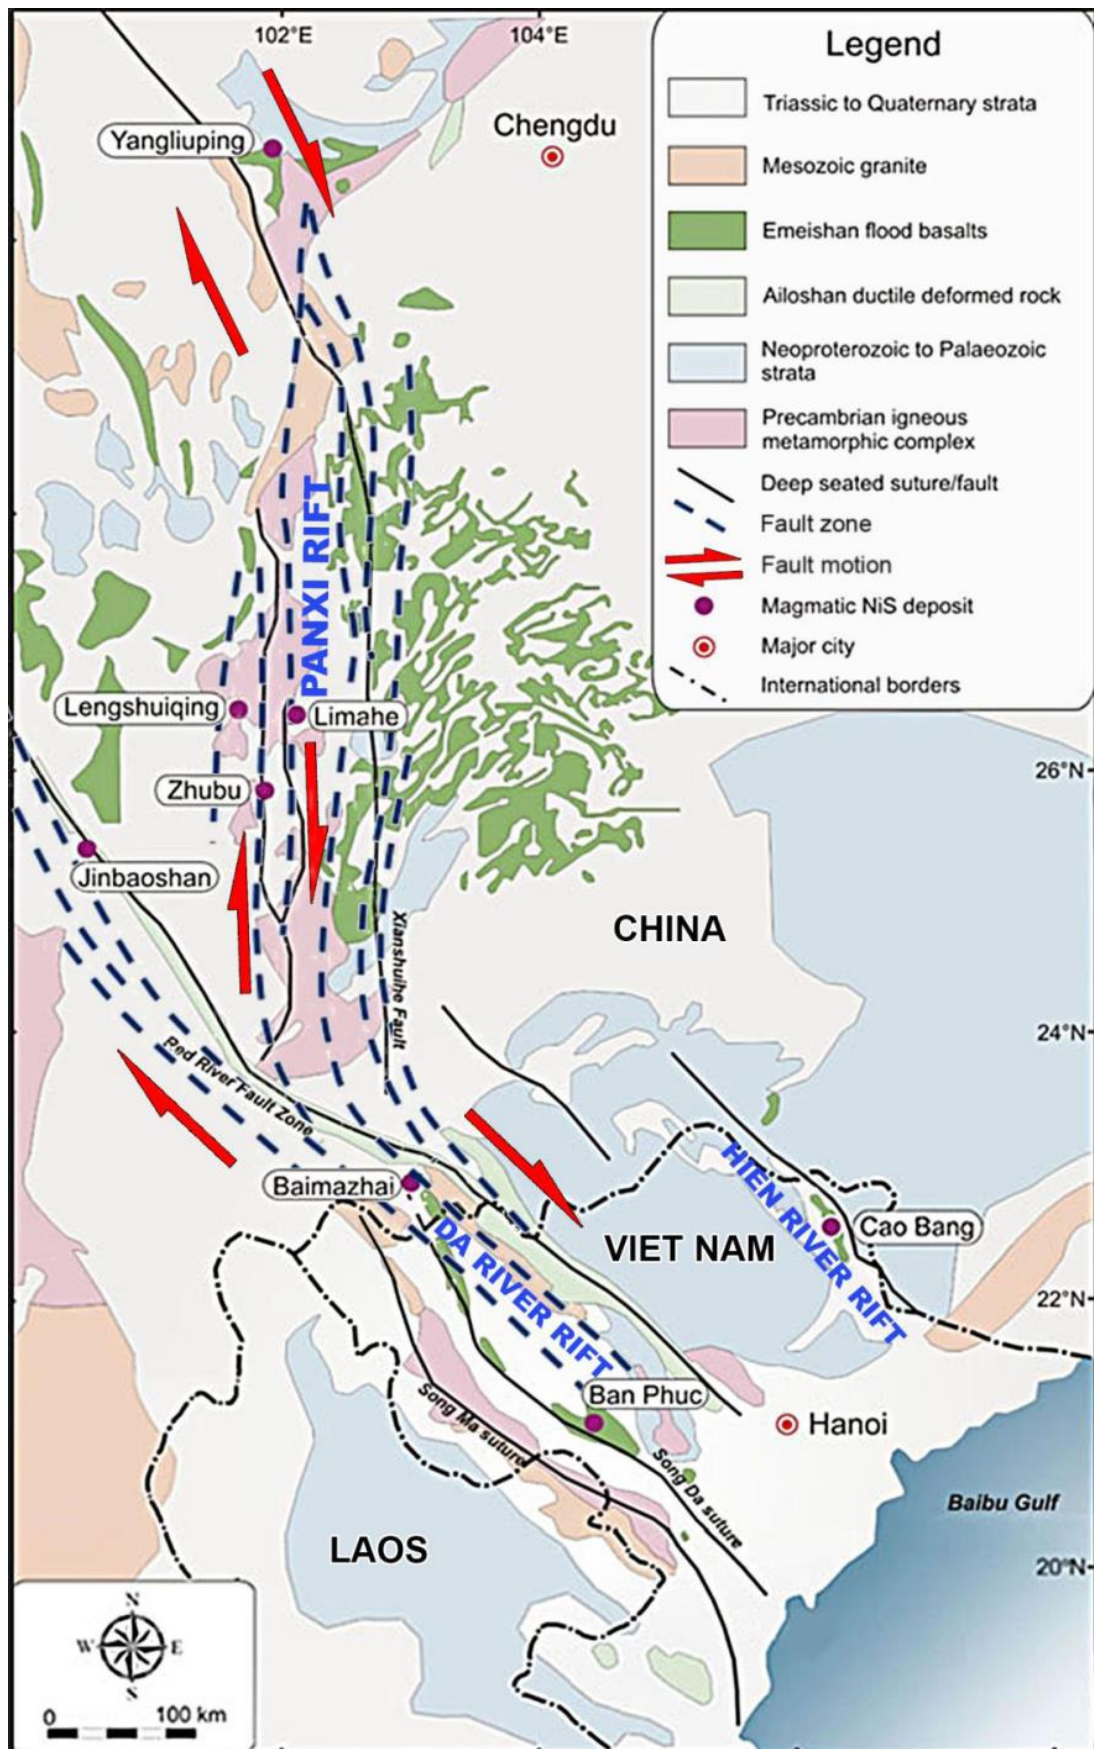 102°E
104°E
Legend
Triassic to Quaternary strata
Mesozoic granite
Emeishan flood basalts
Ailoshan ductile deformed rock
Neoproterozoic to Palaeozoic
strata
Precambrian igneous
metamorphic complex
Deep seated suture/fault
Fault zone
Fault motion
Magmatic NiS deposit
Major city
International borders
Yangliuping
Chengdu
PANXI RIFT
Lengshuiqing
Limahe
Zhubu
Jinbaoshan
26°N
CHINA
Xianshuihe Fault
24°N
Red River Fault Zone
Baimazhai
HIEN RIVER RIFT
Cao Bang
VIET NAM
DA RIVER RIFT
22°N
Ban Phuc
Hanoi
Song Ma suture
Song Da suture
Baibu Gulf
LAOS
20°N
N
W
E
S
0
100 km